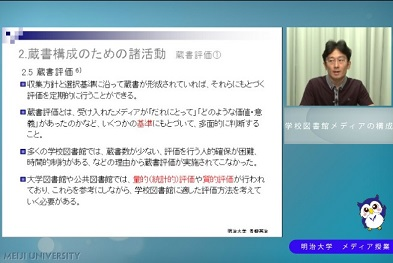 2.蔵書構成のための諸活動 蔵書評価①
2.5 蔵書評価⁶⁾
収集方針と選択基準に沿って蔵書が形成されていれば、それらにもとづく
評価を定期的に行うことができる。
蔵書評価とは、受け入れたメディアが「だれにとって」「どのような価値・意
義」があったのかなど、いくつかの基準にもとづいて、多面的に判断する
こと。
多くの学校図書館では、蔵書数が少ない、評価を行う人的確保が困難、
時間的制約がある、などの理由から蔵書評価が実施されてこなかった。
大学図書館や公共図書館では、量的(統計的)評価や質的評価が行われ
ており、これらを参考にしながら、学校図書館に適した評価方法を考えて
いく必要がある。
明治大学
学校図書館メディアの構成
MEIJI UNIVERSITY
明治大学 メディア授業